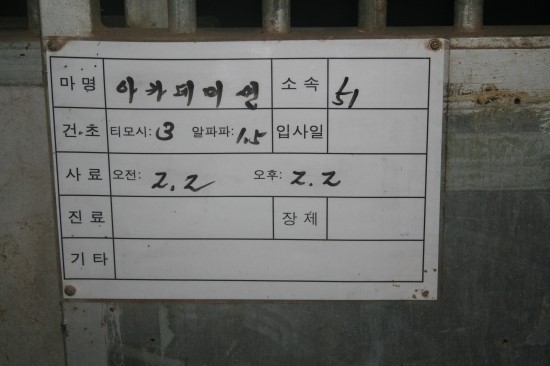 마명 아카데미션 소속 51
건초 티모시: 3 알파파: 1.5 입사일
사료 오전: 2.2 오후: 2.2
진료 장제
기타